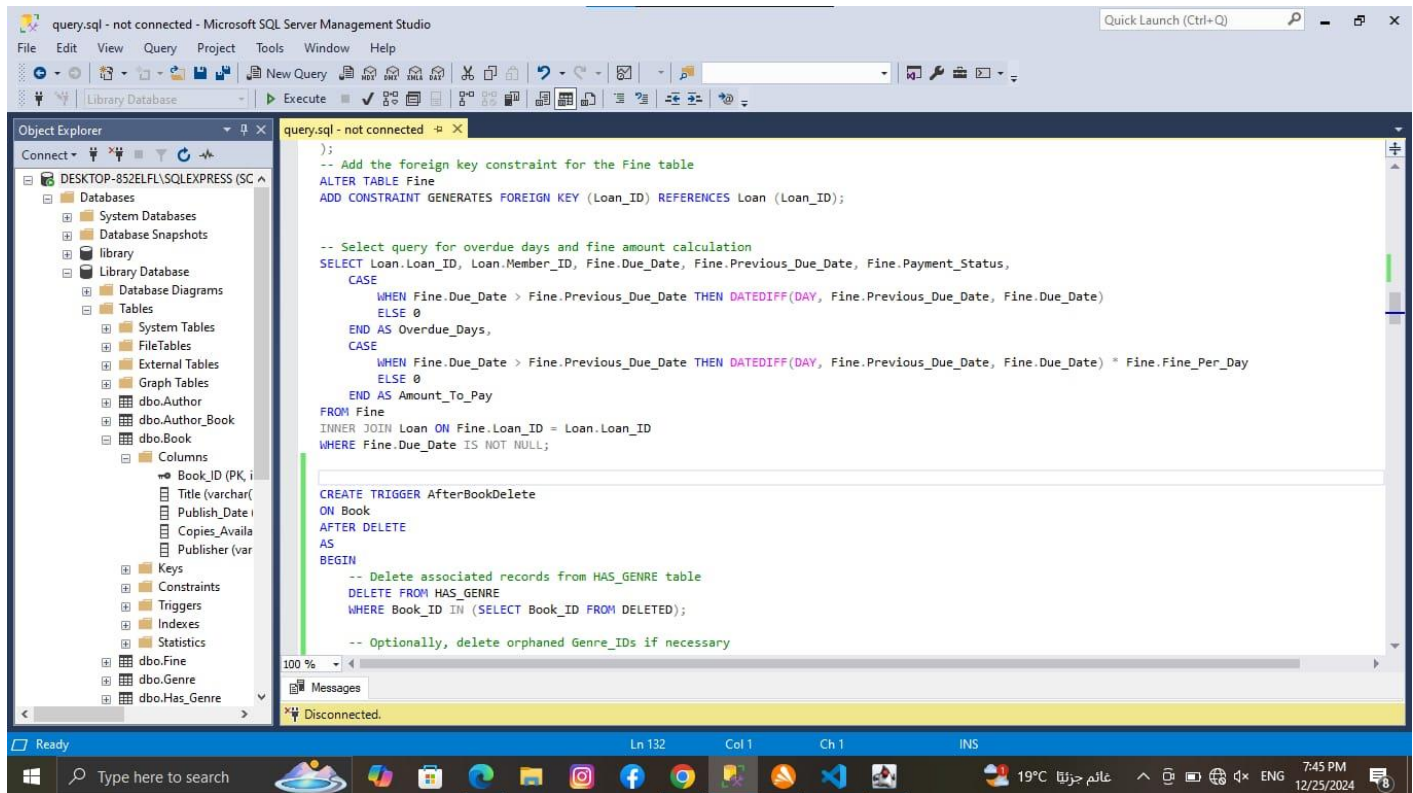 query.sql - not connected - Microsoft SQL Server Management Studio
Quick Launch (Ctrl+Q)
File Edit View Query Project Tools Window Help
New Query MDX DMX XMLA DAX
Library Database Execute
Object Explorer
query.sql - not connected
Connect
DESKTOP-852ELFL\SQLEXPRESS (SC
Databases
System Databases
Database Snapshots
library
Library Database
Database Diagrams
Tables
System Tables
FileTables
External Tables
Graph Tables
dbo.Author
dbo.Author_Book
dbo.Book
Columns
Book_ID (PK, i
Title (varchar(
Publish_Date (
Copies_Availa
Publisher (var
Keys
Constraints
Triggers
Indexes
Statistics
dbo.Fine
dbo.Genre
dbo.Has_Genre
);
-- Add the foreign key constraint for the Fine table
ALTER TABLE Fine
ADD CONSTRAINT GENERATES FOREIGN KEY (Loan_ID) REFERENCES Loan (Loan_ID);
-- Select query for overdue days and fine amount calculation
SELECT Loan.Loan_ID, Loan.Member_ID, Fine.Due_Date, Fine.Previous_Due_Date, Fine.Payment_Status,
CASE
WHEN Fine.Due_Date > Fine.Previous_Due_Date THEN DATEDIFF(DAY, Fine.Previous_Due_Date, Fine.Due_Date)
ELSE 0
END AS Overdue_Days,
CASE
WHEN Fine.Due_Date > Fine.Previous_Due_Date THEN DATEDIFF(DAY, Fine.Previous_Due_Date, Fine.Due_Date) * Fine.Fine_Per_Day
ELSE 0
END AS Amount_To_Pay
FROM Fine
INNER JOIN Loan ON Fine.Loan_ID = Loan.Loan_ID
WHERE Fine.Due_Date IS NOT NULL;
CREATE TRIGGER AfterBookDelete
ON Book
AFTER DELETE
AS
BEGIN
-- Delete associated records from HAS_GENRE table
DELETE FROM HAS_GENRE
WHERE Book_ID IN (SELECT Book_ID FROM DELETED);
-- Optionally, delete orphaned Genre_IDs if necessary
100 %
Messages
Disconnected.
Ready Ln 132 Col 1 Ch 1 INS
Type here to search
19°C غائم جزئيًا
ENG
7:45 PM
12/25/2024
8